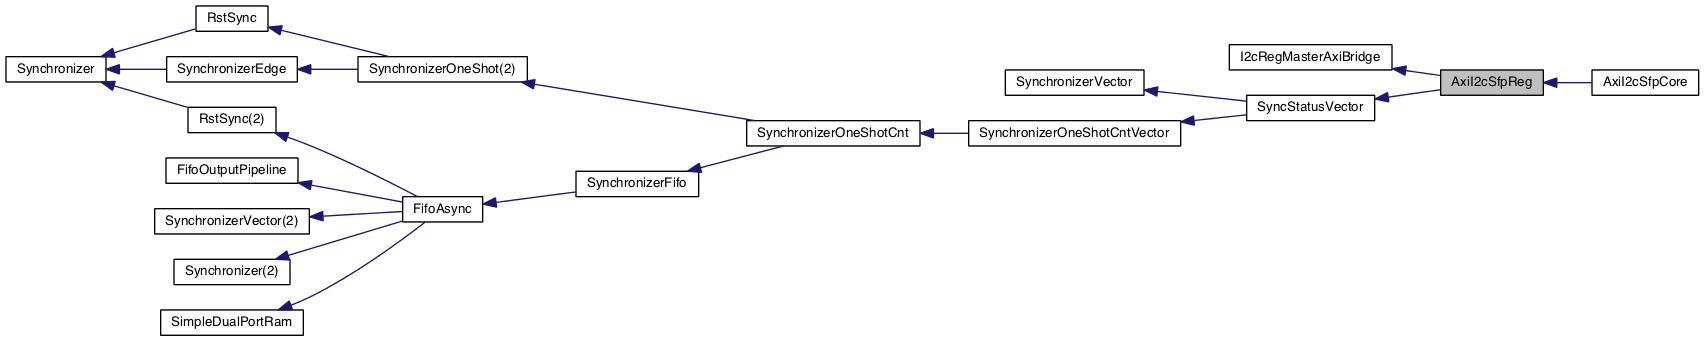 RstSync
Synchronizer
SynchronizerEdge
SynchronizerOneShot(2)
RstSync(2)
FifoOutputPipeline
SynchronizerVector(2)
FifoAsync
Synchronizer(2)
SimpleDualPortRam
SynchronizerFifo
SynchronizerOneShotCnt
SynchronizerVector
SynchronizerOneShotCntVector
I2cRegMasterAxiBridge
SyncStatusVector
AxiI2cSfpReg
AxiI2cSfpCore